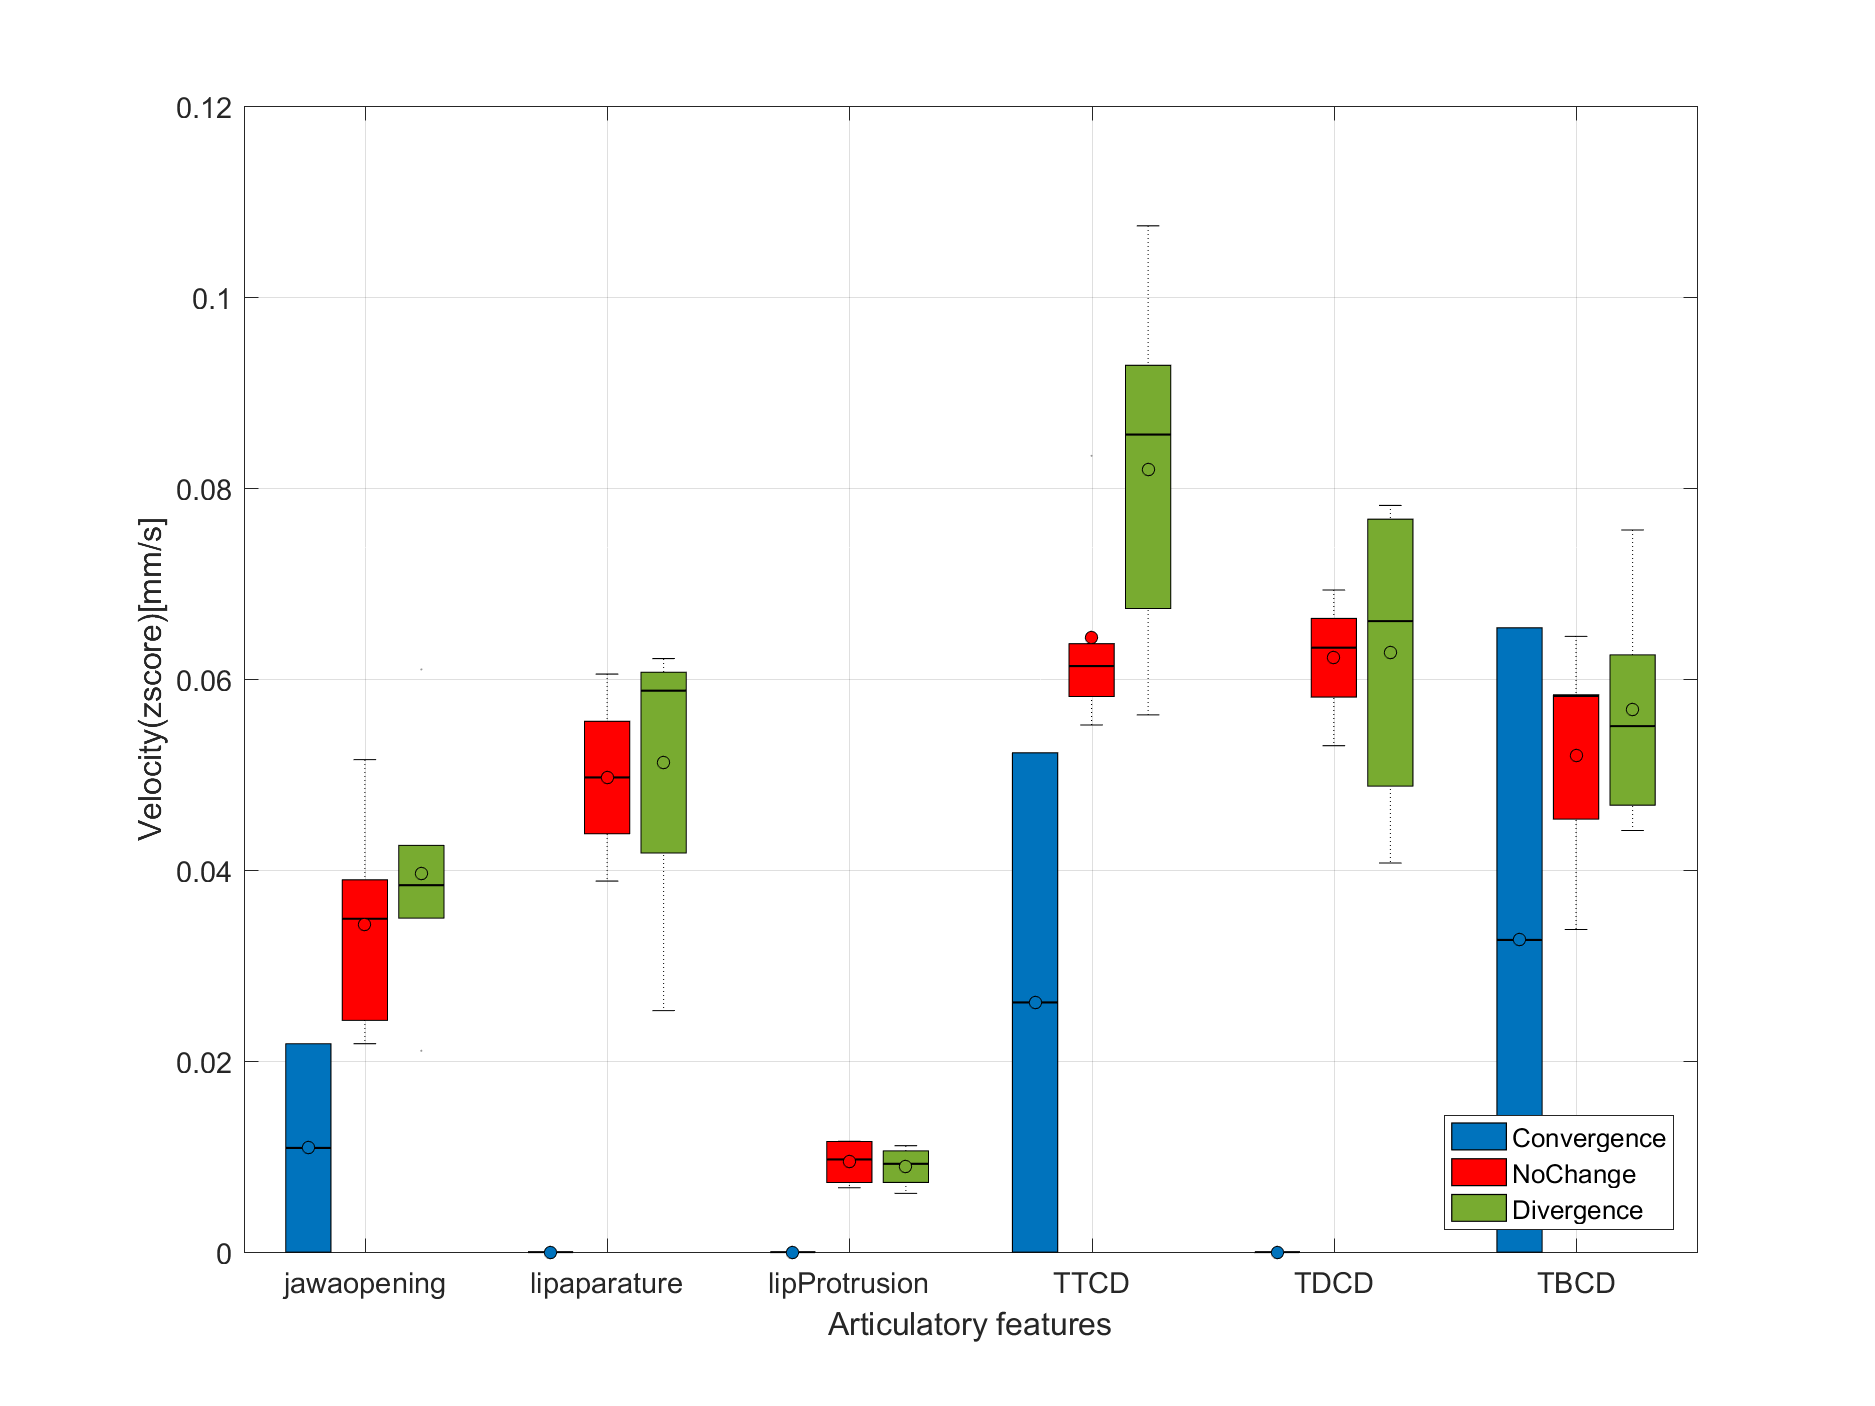 0.12
0.1
0.08
0.06
0.04
0.02
0
Velocity(zscore)[mm/s]
jawaopening lipaparature lipProtrusion TTCD TDCD TBCD
Articulatory features
Convergence
NoChange
Divergence